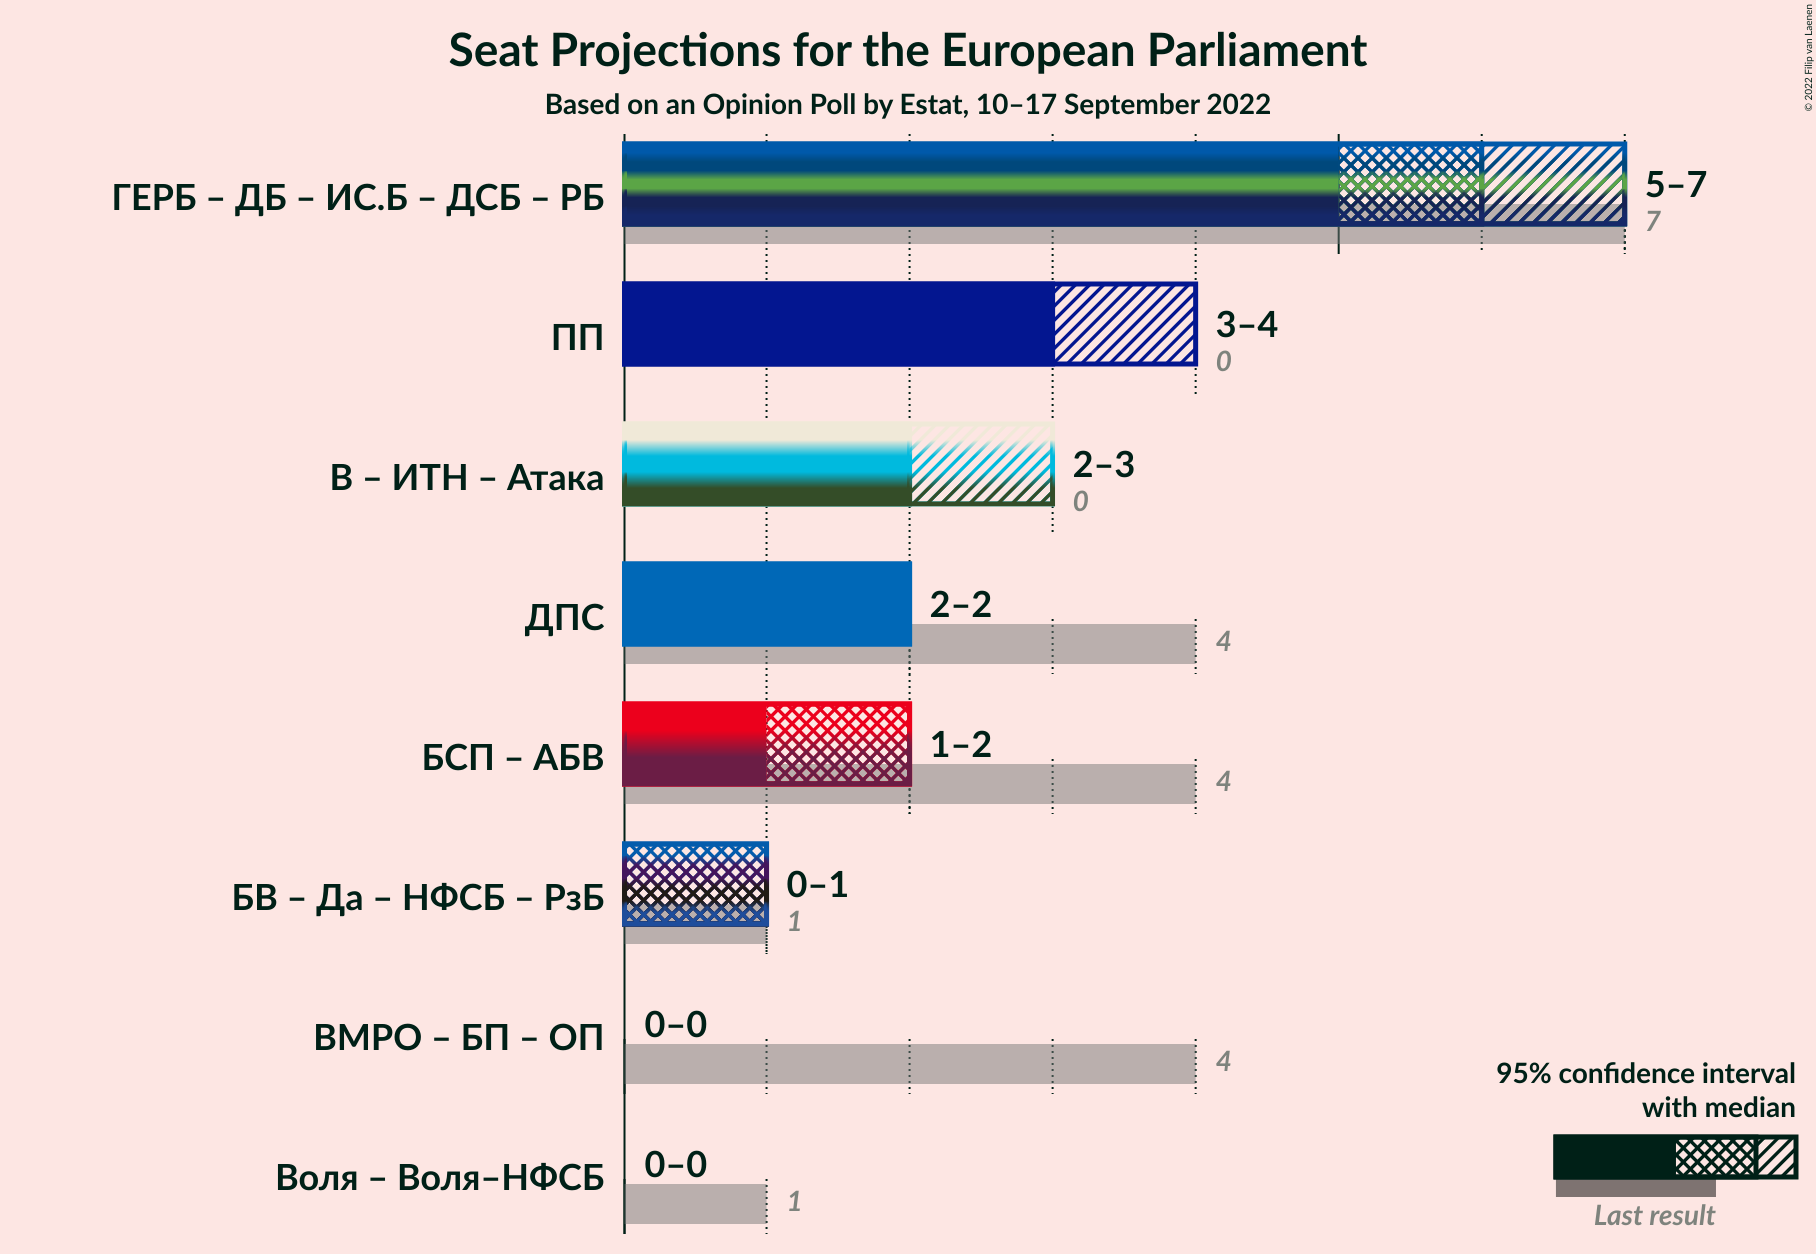 Seat Projections for the European Parliament
Based on an Opinion Poll by Estat, 10–17 September 2022
© 2022 Filip van Laenen
ГЕРБ – ДБ – ИС.Б – ДСБ – РБ
5–7
7
ПП
3–4
0
В – ИТН – Атака
2–3
0
ДПС
2–2
4
БСП – АБВ
1–2
4
БВ – Да – НФСБ – РзБ
0–1
1
ВМРО – БП – ОП
0–0
4
Воля – Воля–НФСБ
0–0
1
95% confidence interval
with median
Last result